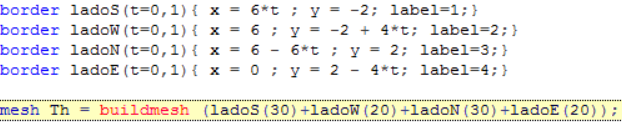 border ladoS(t=0,1){ x = 6*t ; y = -2; label=1;}
border ladoW(t=0,1){ x = 6 ; y = -2 + 4*t; label=2;}
border ladoN(t=0,1){ x = 6 - 6*t ; y = 2; label=3;}
border ladoE(t=0,1){ x = 0 ; y = 2 - 4*t; label=4;}
mesh Th = buildmesh (ladoS(30)+ladoW(20)+ladoN(30)+ladoE(20));